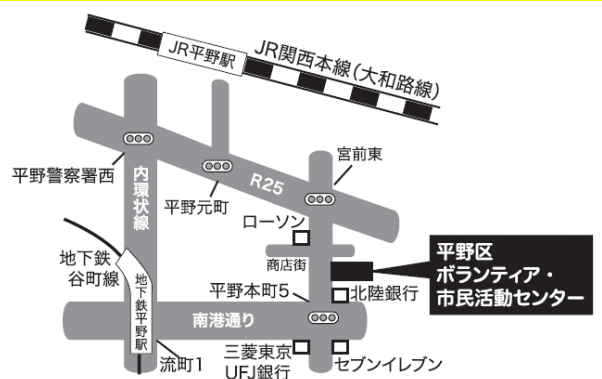 JR平野駅
JR関西本線（大和路線）
宮前東
平野警察署西
内環状線
R25
平野元町
ローソン
地下鉄
谷町線
商店街
平野区
ボランティア・
市民活動センター
地下鉄平野駅
平野本町5
北陸銀行
南港通り
流町1
三菱東京
UFJ銀行
セブンイレブン